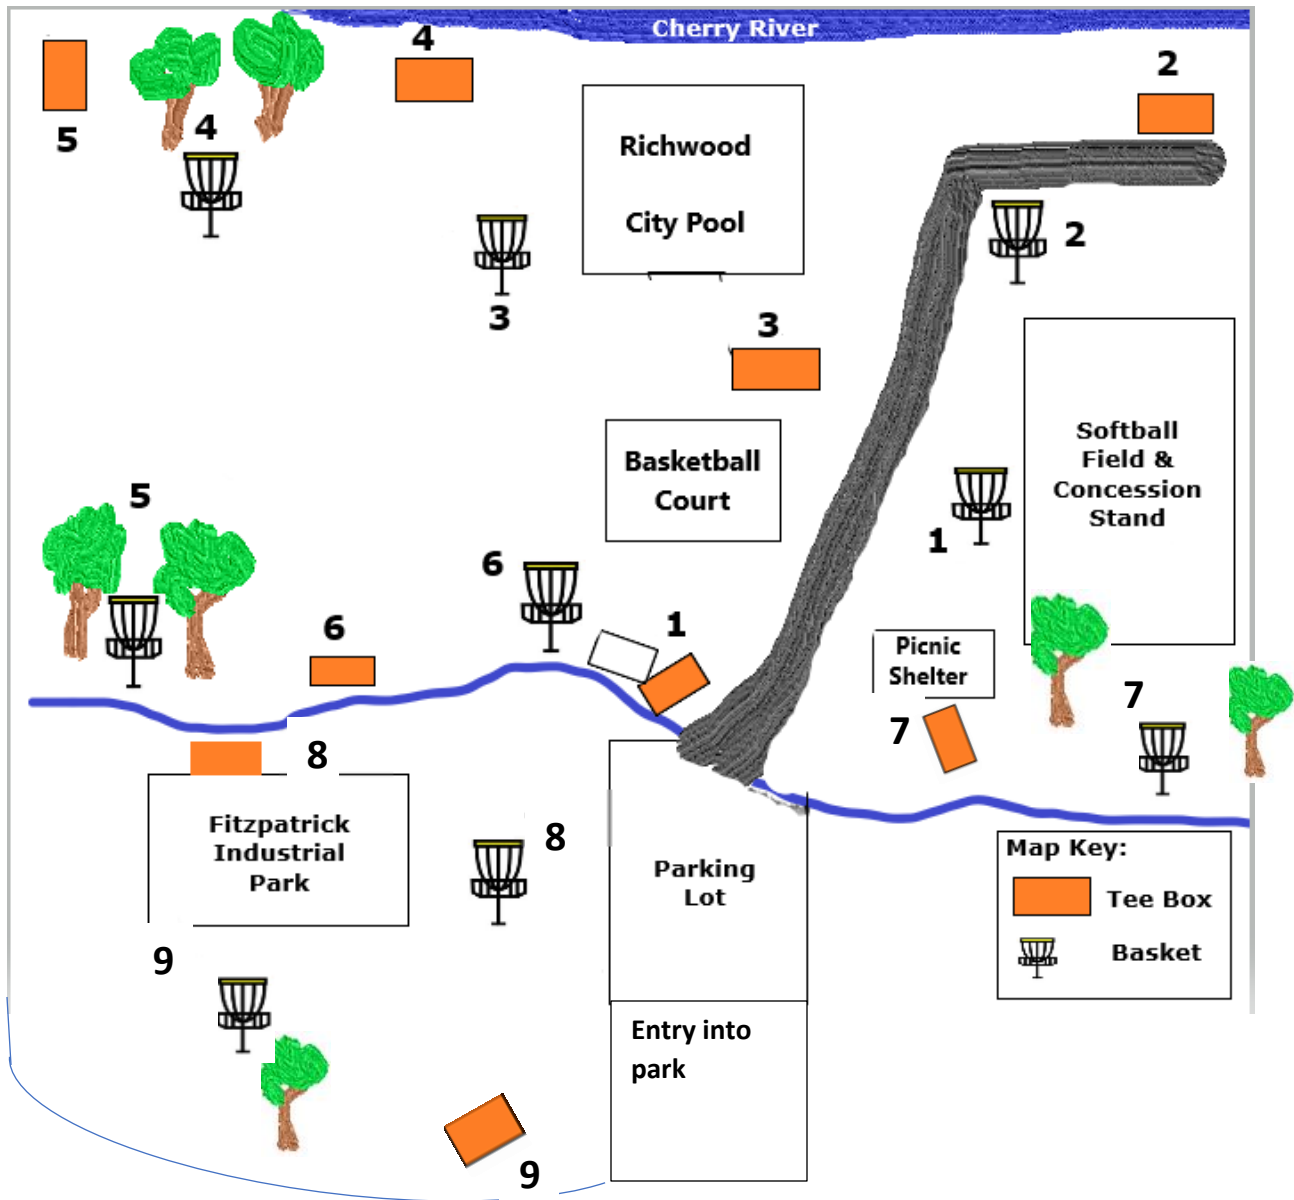 Cherry River
4
2
5
4
Richwood
City Pool
2
3
3
Softball
Field &
Concession
Stand
Basketball
Court
5
1
6
6
1
Picnic
Shelter
7
7
8
Fitzpatrick
Industrial
Park
8
Parking
Lot
Map Key:
Tee Box
Basket
9
Entry into
park
9